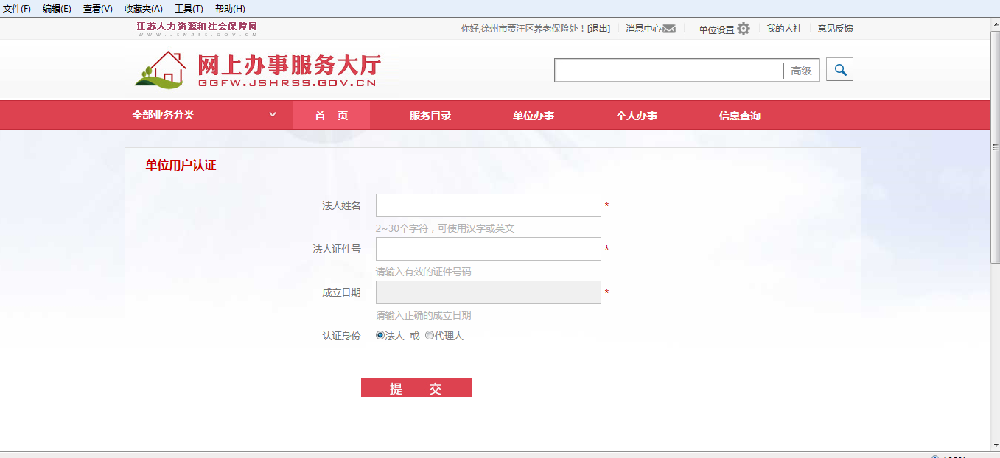 文件(F) 编辑(E) 查看(V) 收藏夹(A) 工具(T) 帮助(H)
江苏人力资源和社会保障网
WWW.JSNRSS.GGFV.CN
你好,徐州市贾汪区养老保险处！[退出] 消息中心 单位设置 我的人社 意见反馈
网上办事服务大厅
GGFW.JSHRSS.GOV.CN
高级
全部业务分类 首 页 服务目录 单位办事 个人办事 信息查询
单位用户认证
法人姓名 *
2~30个字符，可使用汉字或英文
法人证件号 *
请输入有效的证件号码
成立日期 *
请输入正确的成立日期
认证身份 法人 或 代理人
提 交